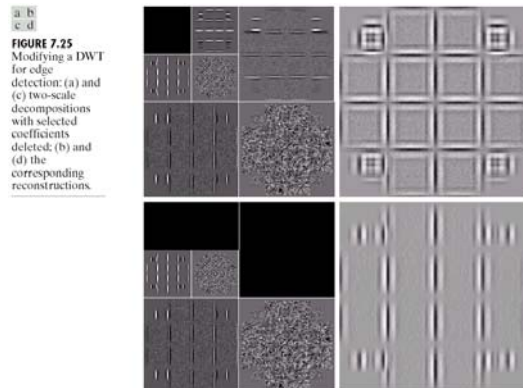 a b
c d
FIGURE 7.25
Modifying a DWT
for edge
detection: (a) and
(c) two-scale
decompositions
with selected
coefficients
deleted; (b) and
(d) the
corresponding
reconstructions.